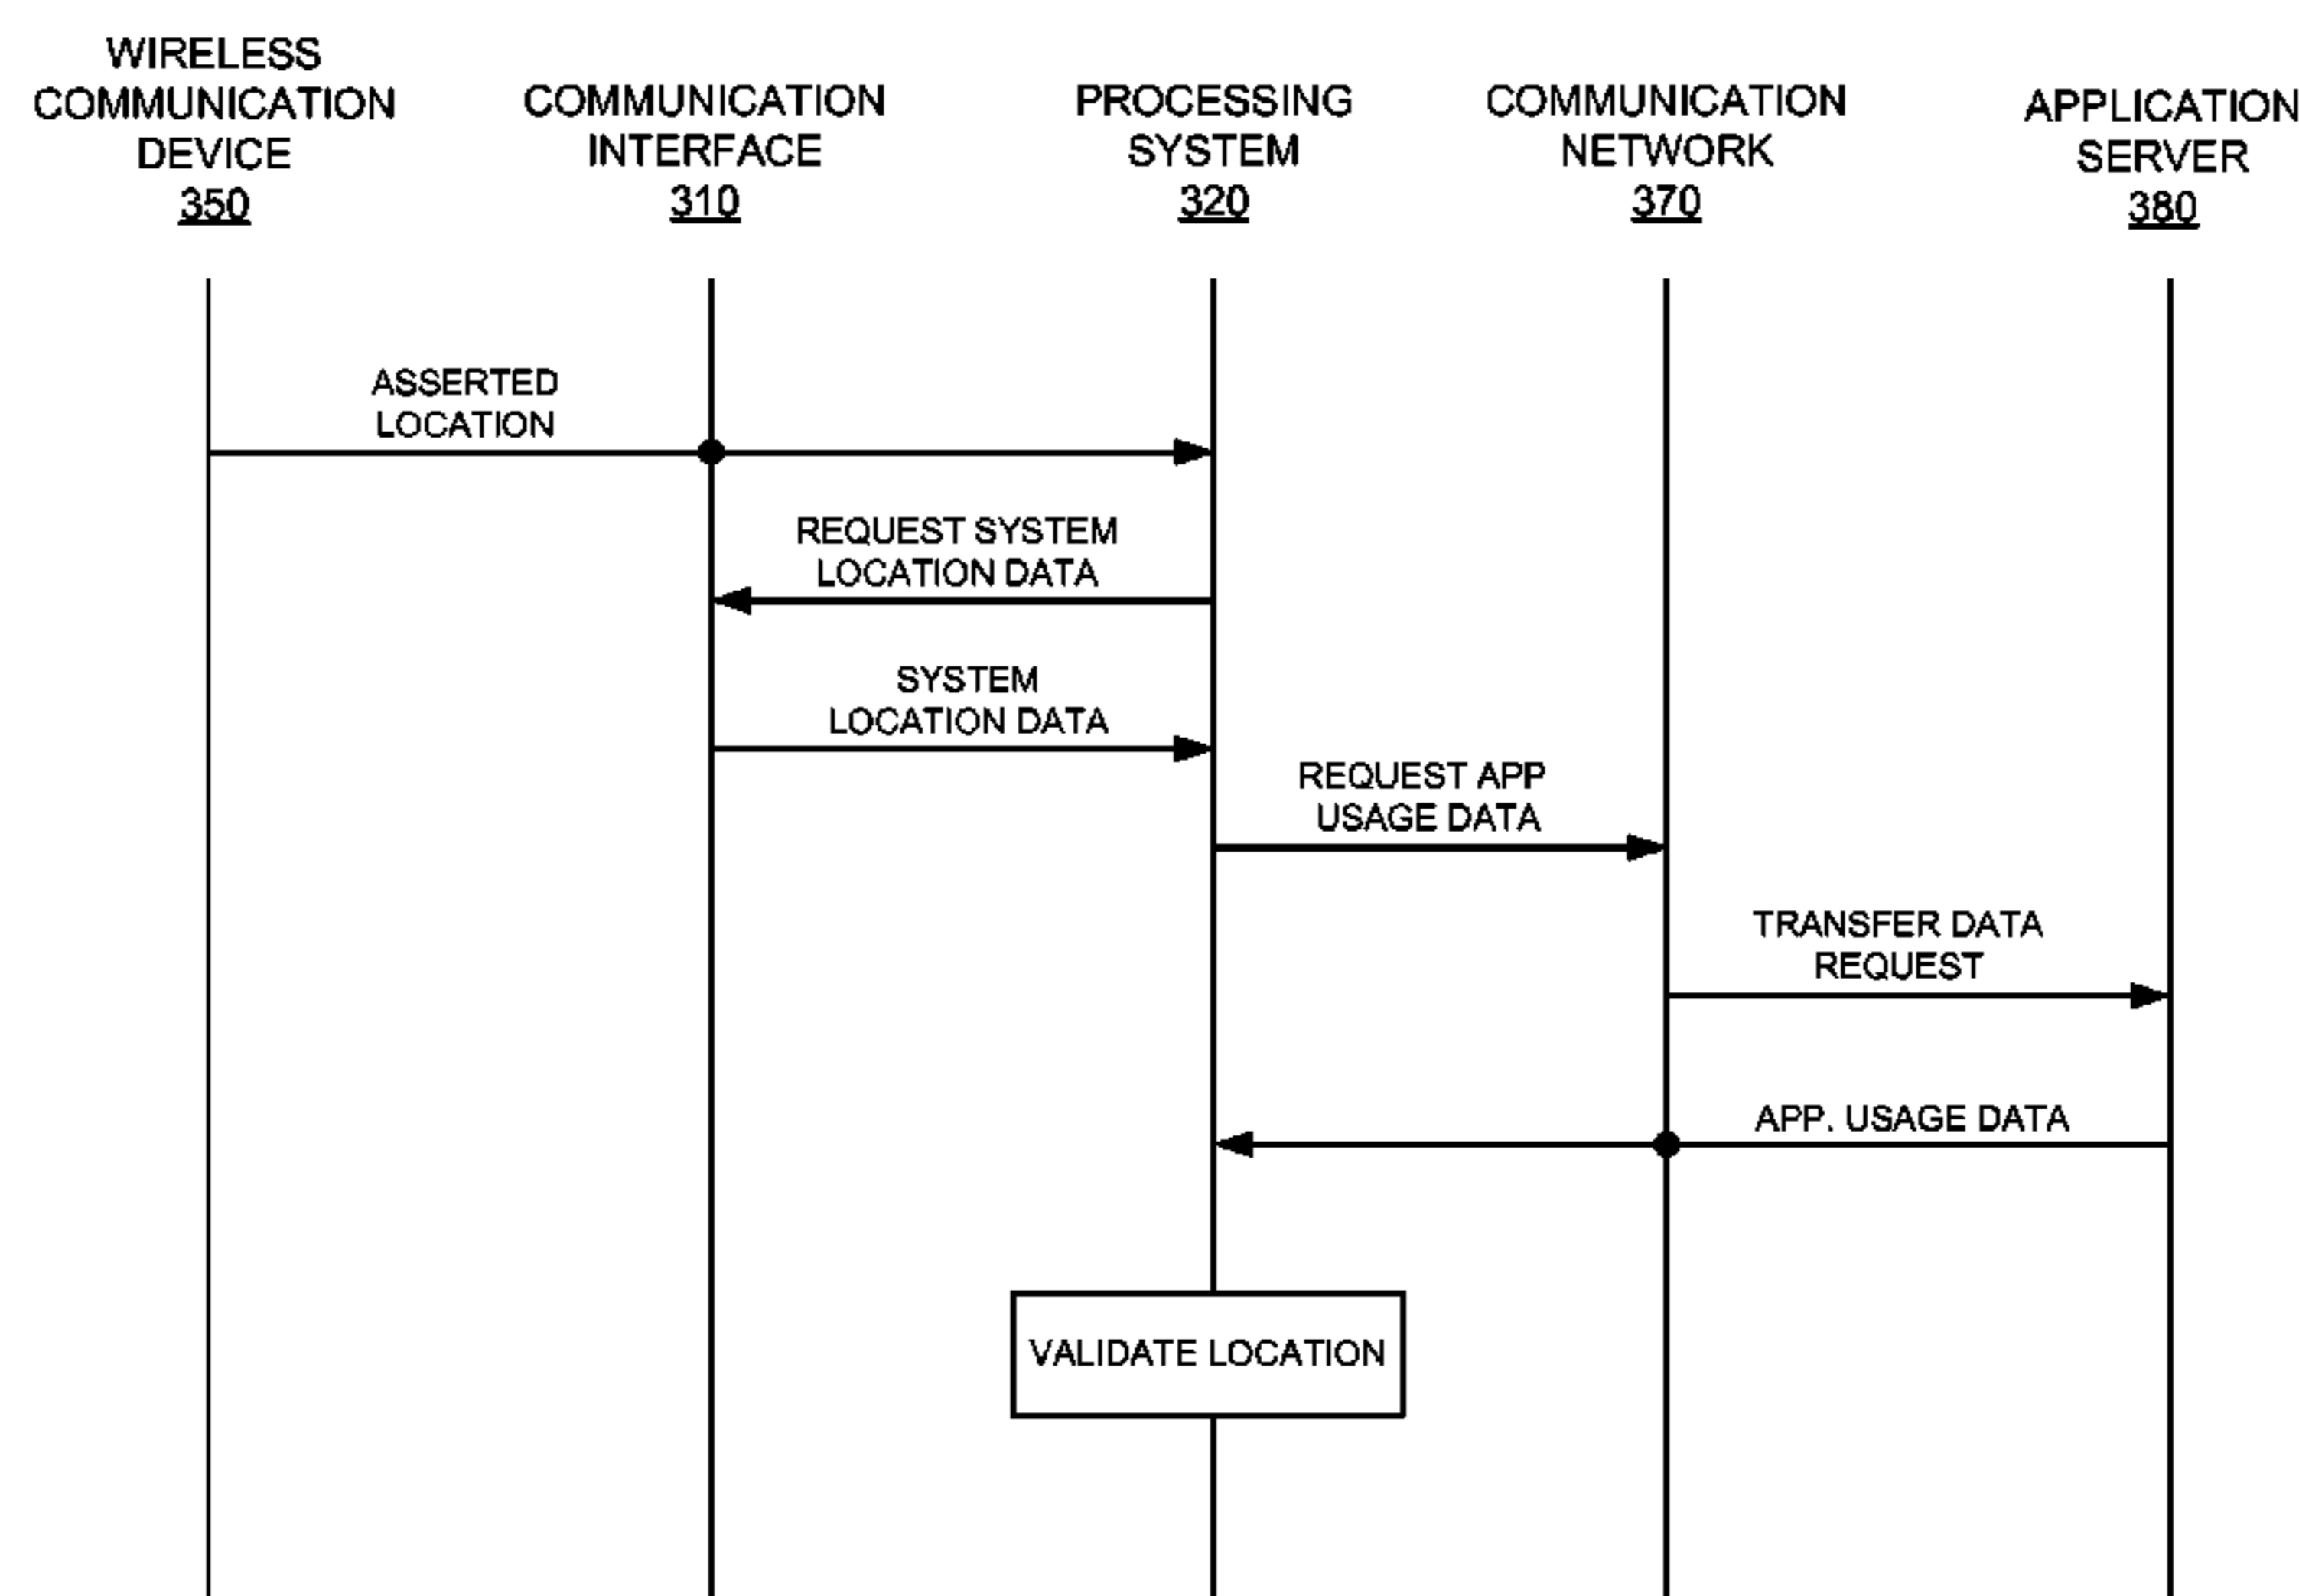 WIRELESS
COMMUNICATION
DEVICE
350
COMMUNICATION
INTERFACE
310
PROCESSING
SYSTEM
320
COMMUNICATION
NETWORK
370
APPLICATION
SERVER
380
ASSERTED
LOCATION
REQUEST SYSTEM
LOCATION DATA
SYSTEM
LOCATION DATA
REQUEST APP
USAGE DATA
TRANSFER DATA
REQUEST
APP. USAGE DATA
VALIDATE LOCATION